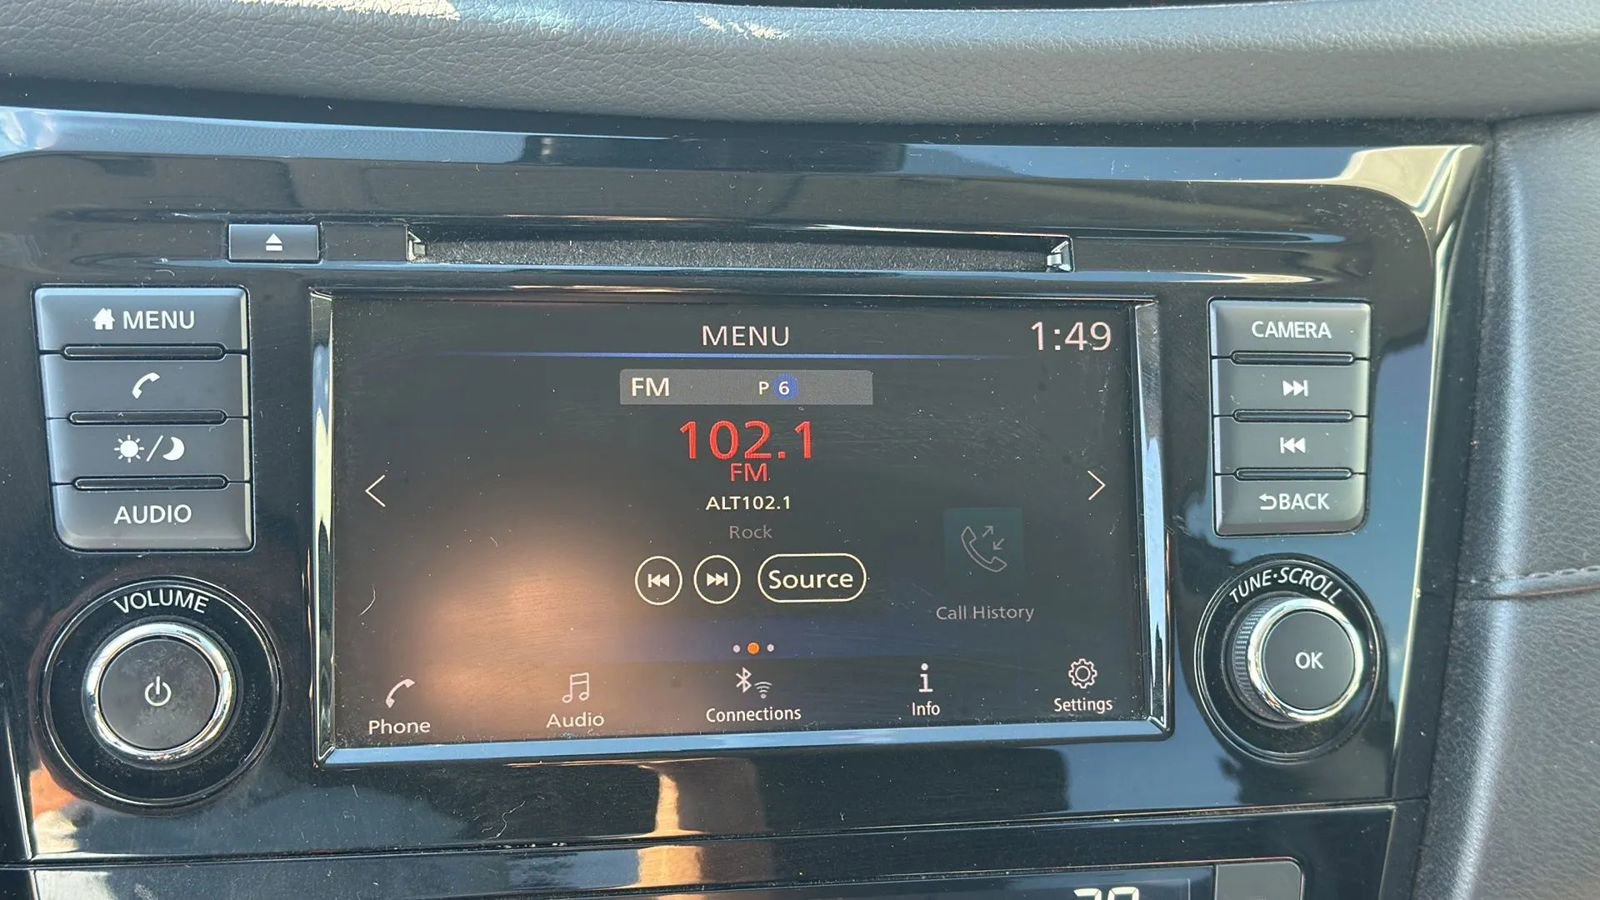 MENU
AUDIO
VOLUME
MENU
1:49
FM P 6
102.1
FM
ALT102.1
Rock
Source
Call History
Phone
Audio
Connections
Info
Settings
CAMERA
BACK
TUNE·SCROLL
OK